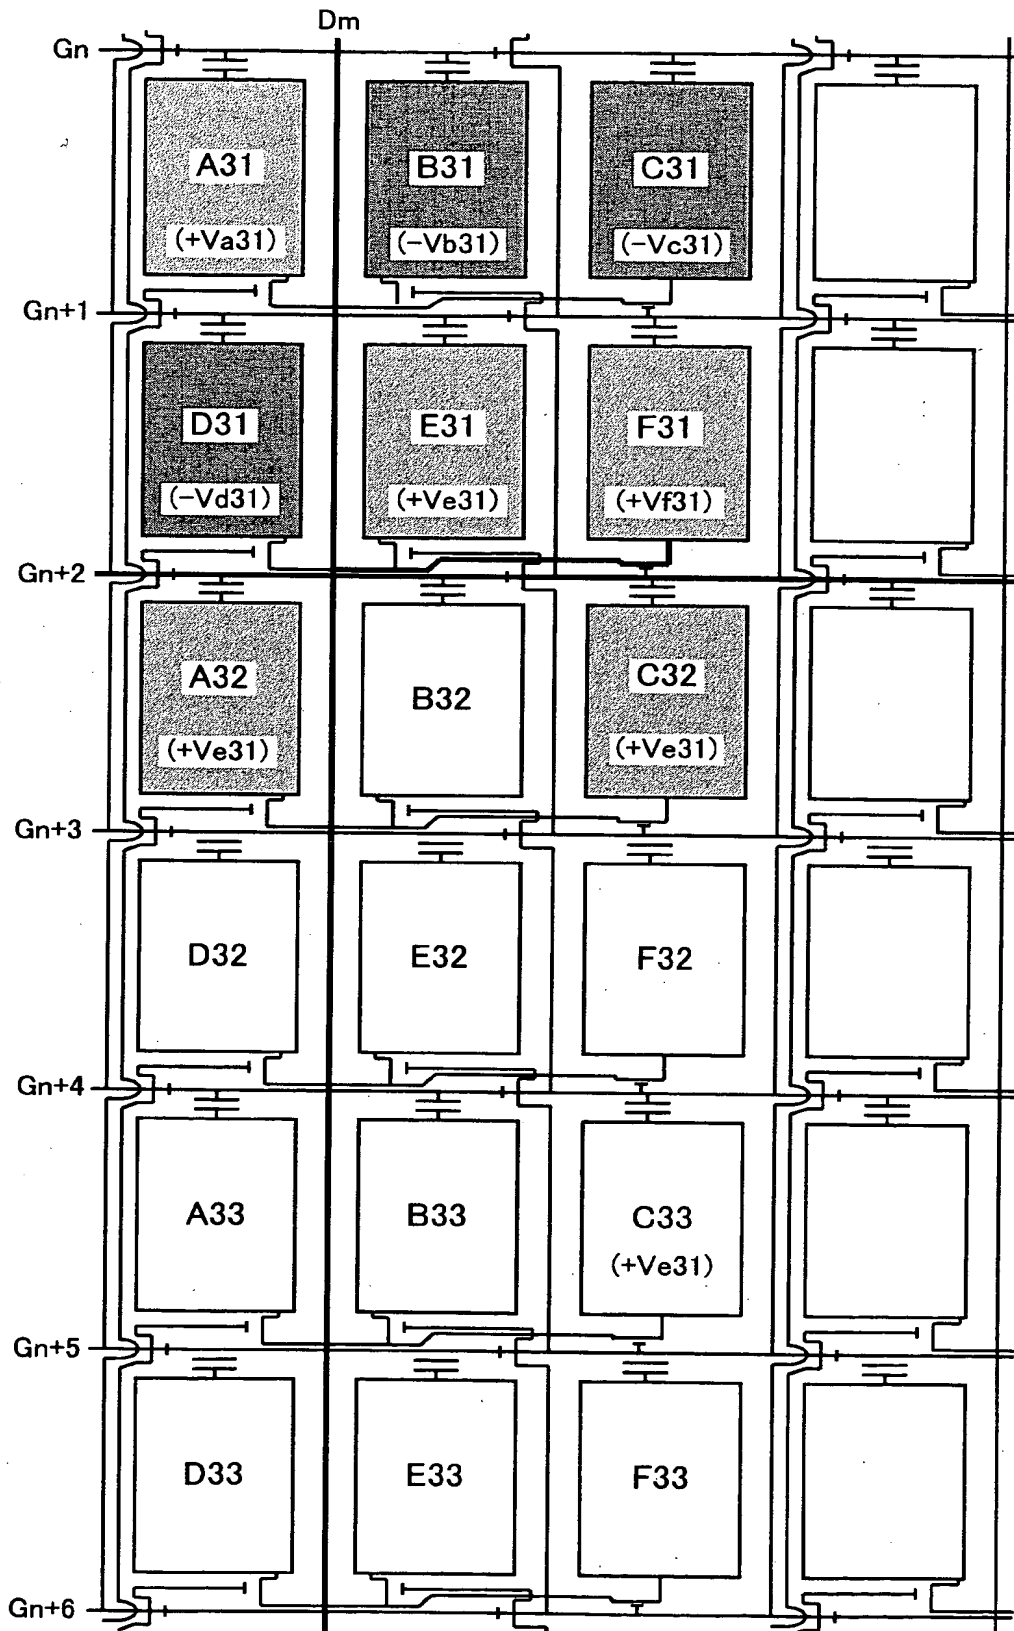 Dm
Gn
A31 B31 C31
(+Va31) (-Vb31) (-Vc31)
Gn+1
D31 E31 F31
(-Vd31) (+Ve31) (+Vf31)
Gn+2
A32 B32 C32
(+Ve31) (+Ve31)
Gn+3
D32 E32 F32
Gn+4
A33 B33 C33
(+Ve31)
Gn+5
D33 E33 F33
Gn+6